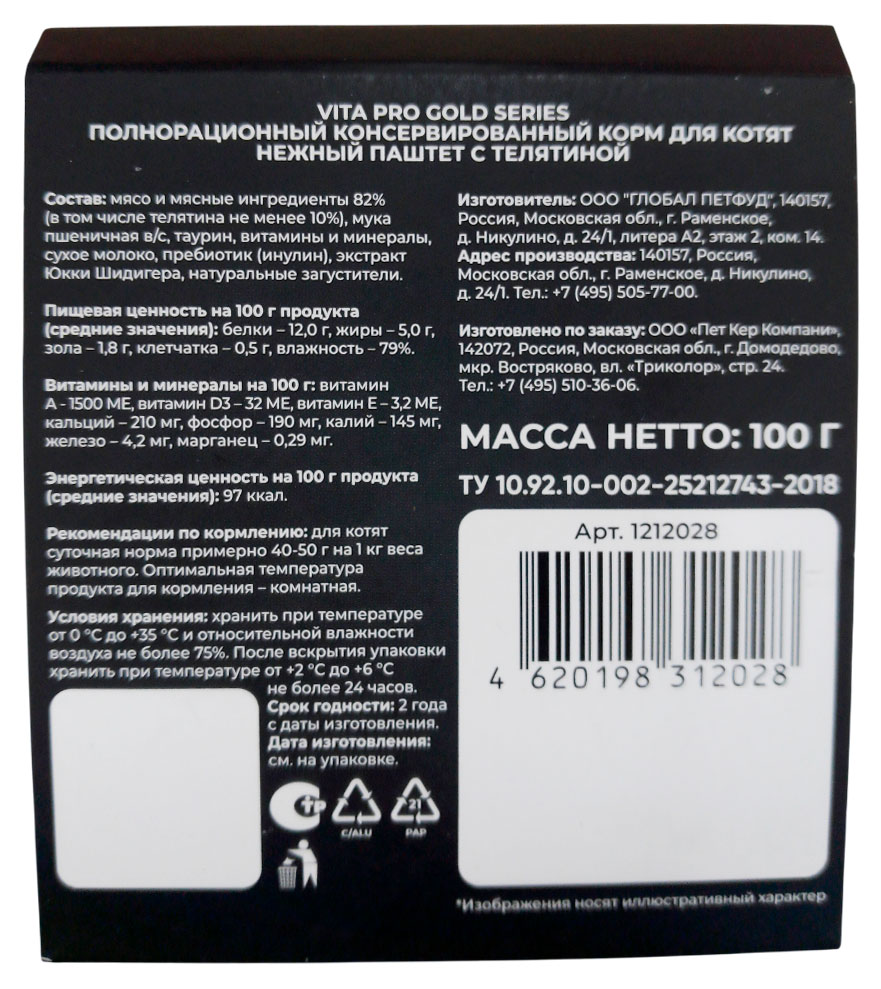 VITA PRO GOLD SERIES
ПОЛНОРАЦИОННЫЙ КОНСЕРВИРОВАННЫЙ КОРМ ДЛЯ КОТЯТ
НЕЖНЫЙ ПАШТЕТ С ТЕЛЯТИНОЙ
Состав: мясо и мясные ингредиенты 82%
(в том числе телятина не менее 10%), мука
пшеничная в/с, таурин, витамины и минералы,
сухое молоко, пребиотик (инулин), экстракт
Юкки Шидигера, натуральные загустители.
Пищевая ценность на 100 г продукта
(средние значения): белки – 12,0 г, жиры – 5,0 г,
зола – 1,8 г, клетчатка – 0,5 г, влажность – 79%.
Витамины и минералы на 100 г: витамин
А - 1500 МЕ, витамин D3 – 32 МЕ, витамин Е – 3,2 МЕ,
кальций – 210 мг, фосфор – 190 мг, калий – 145 мг,
железо – 4,2 мг, марганец – 0,29 мг.
Энергетическая ценность на 100 г продукта
(средние значения): 97 ккал.
Рекомендации по кормлению: для котят
суточная норма примерно 40-50 г на 1 кг веса
животного. Оптимальная температура
продукта для кормления – комнатная.
Условия хранения: хранить при температуре
от 0 °С до +35 °С и относительной влажности
воздуха не более 75%. После вскрытия упаковки
хранить при температуре от +2 °С до +6 °С
не более 24 часов.
Срок годности: 2 года
с даты изготовления.
Дата изготовления:
см. на упаковке.
СТР
C/ALU
21
PAP
Изготовитель: ООО "ГЛОБАЛ ПЕТФУД", 140157,
Россия, Московская обл., г. Раменское,
д. Никулино, д. 24/1, литера А2, этаж 2, ком. 14.
Адрес производства: 140157, Россия,
Московская обл., г. Раменское, д. Никулино,
д. 24/1. Тел.: +7 (495) 505-77-00.
Изготовлено по заказу: ООО «Пет Кер Компани»,
142072, Россия, Московская обл., г. Домодедово,
мкр. Востряково, вл. «Триколор», стр. 24.
Тел.: +7 (495) 510-36-06.
МАССА НЕТТО: 100 Г
ТУ 10.92.10-002-25212743-2018
Арт. 1212028
4 620198 312028
*Изображения носят иллюстративный характер